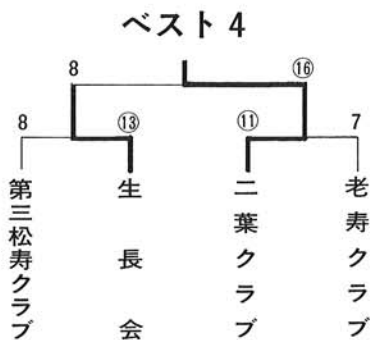 ベスト4
8 ⑯
8 ⑬ ⑪ 7
第三松寿クラブ
生長会
二葉クラブ
老寿クラブ